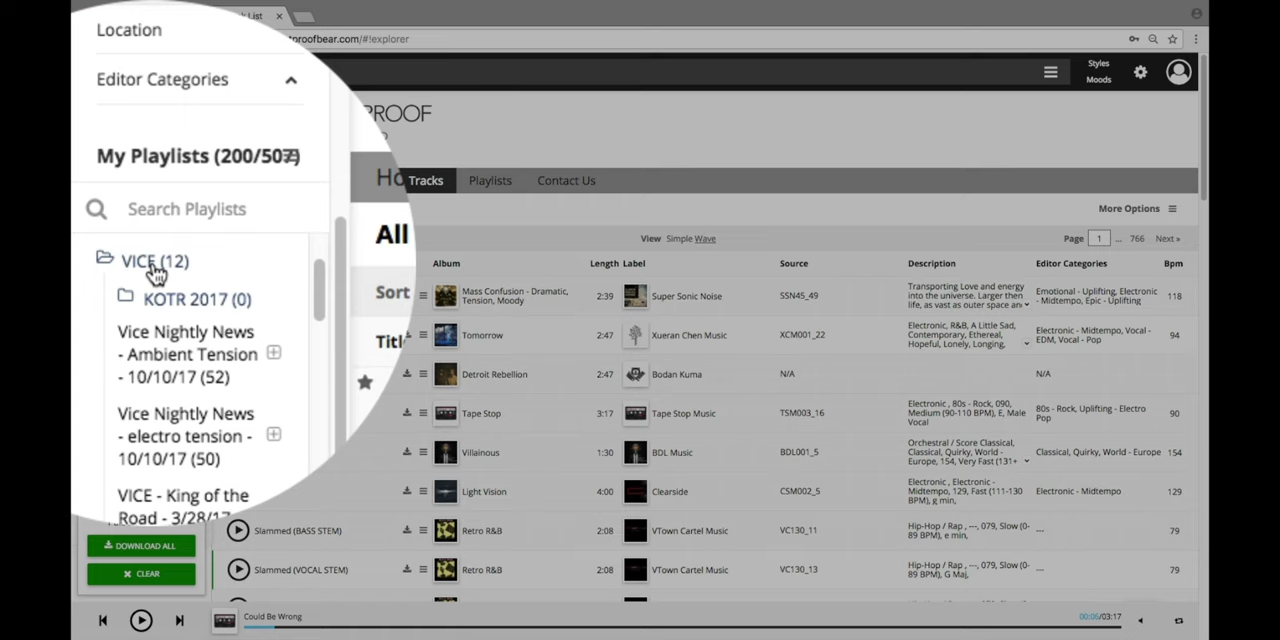 List
proofbear.com/#!explorer
Location
Editor Categories
My Playlists (200/507)
Search Playlists
VICE (12)
KOTR 2017 (0)
Vice Nightly News
- Ambient Tension
- 10/10/17 (52)
Vice Nightly News
- electro tension -
10/10/17 (50)
VICE - King of the
Road - 3/28/17
DOWNLOAD ALL
CLEAR
Styles
Moods
PROOF
Tracks
Playlists
Contact Us
More Options
All
View Simple Wave
Page 1 ... 766 Next »
Sort
Album Length Label Source Description Editor Categories Bpm
Mass Confusion - Dramatic,
Tension, Moody
2:39
Super Sonic Noise
SSN45_49
Transporting Love and energy
into the universe. Larger then
life, as vast as outer space an
Emotional - Uplifting, Electronic
- Midtempo, Epic - Uplifting
118
Tomorrow
2:47
Xueran Chen Music
XCM001_22
Electronic, R&B, A Little Sad,
Contemporary, Ethereal,
Hopeful, Lonely, Longing,
Electronic - Midtempo, Vocal -
EDM, Vocal - Pop
94
Detroit Rebellion
2:47
Bodan Kuma
N/A
N/A
Tape Stop
3:17
Tape Stop Music
TSM003_16
Electronic , 80s - Rock, 090,
Medium (90-110 BPM), E, Male
Vocal
80s - Rock, Uplifting - Electro
Pop
90
Villainous
1:30
BDL Music
BDL001_5
Orchestral / Score Classical,
Classical, Quirky, World -
Europe, 154, Very Fast (131+
Classical, Quirky, World - Europe
154
Light Vision
4:00
Clearside
CSM002_5
Electronic , Electronic -
Midtempo, 129, Fast (111-130
BPM), g min,
Electronic - Midtempo
129
Slammed (BASS STEM)
Retro R&B
2:08
VTown Cartel Music
VC130_11
Hip-Hop / Rap , ---, 079, Slow (0-
89 BPM), e min,
---
79
Slammed (VOCAL STEM)
Retro R&B
2:08
VTown Cartel Music
VC130_13
Hip-Hop / Rap , ---, 079, Slow (0-
89 BPM), G Maj,
---
79
Could Be Wrong
00:06/03:17